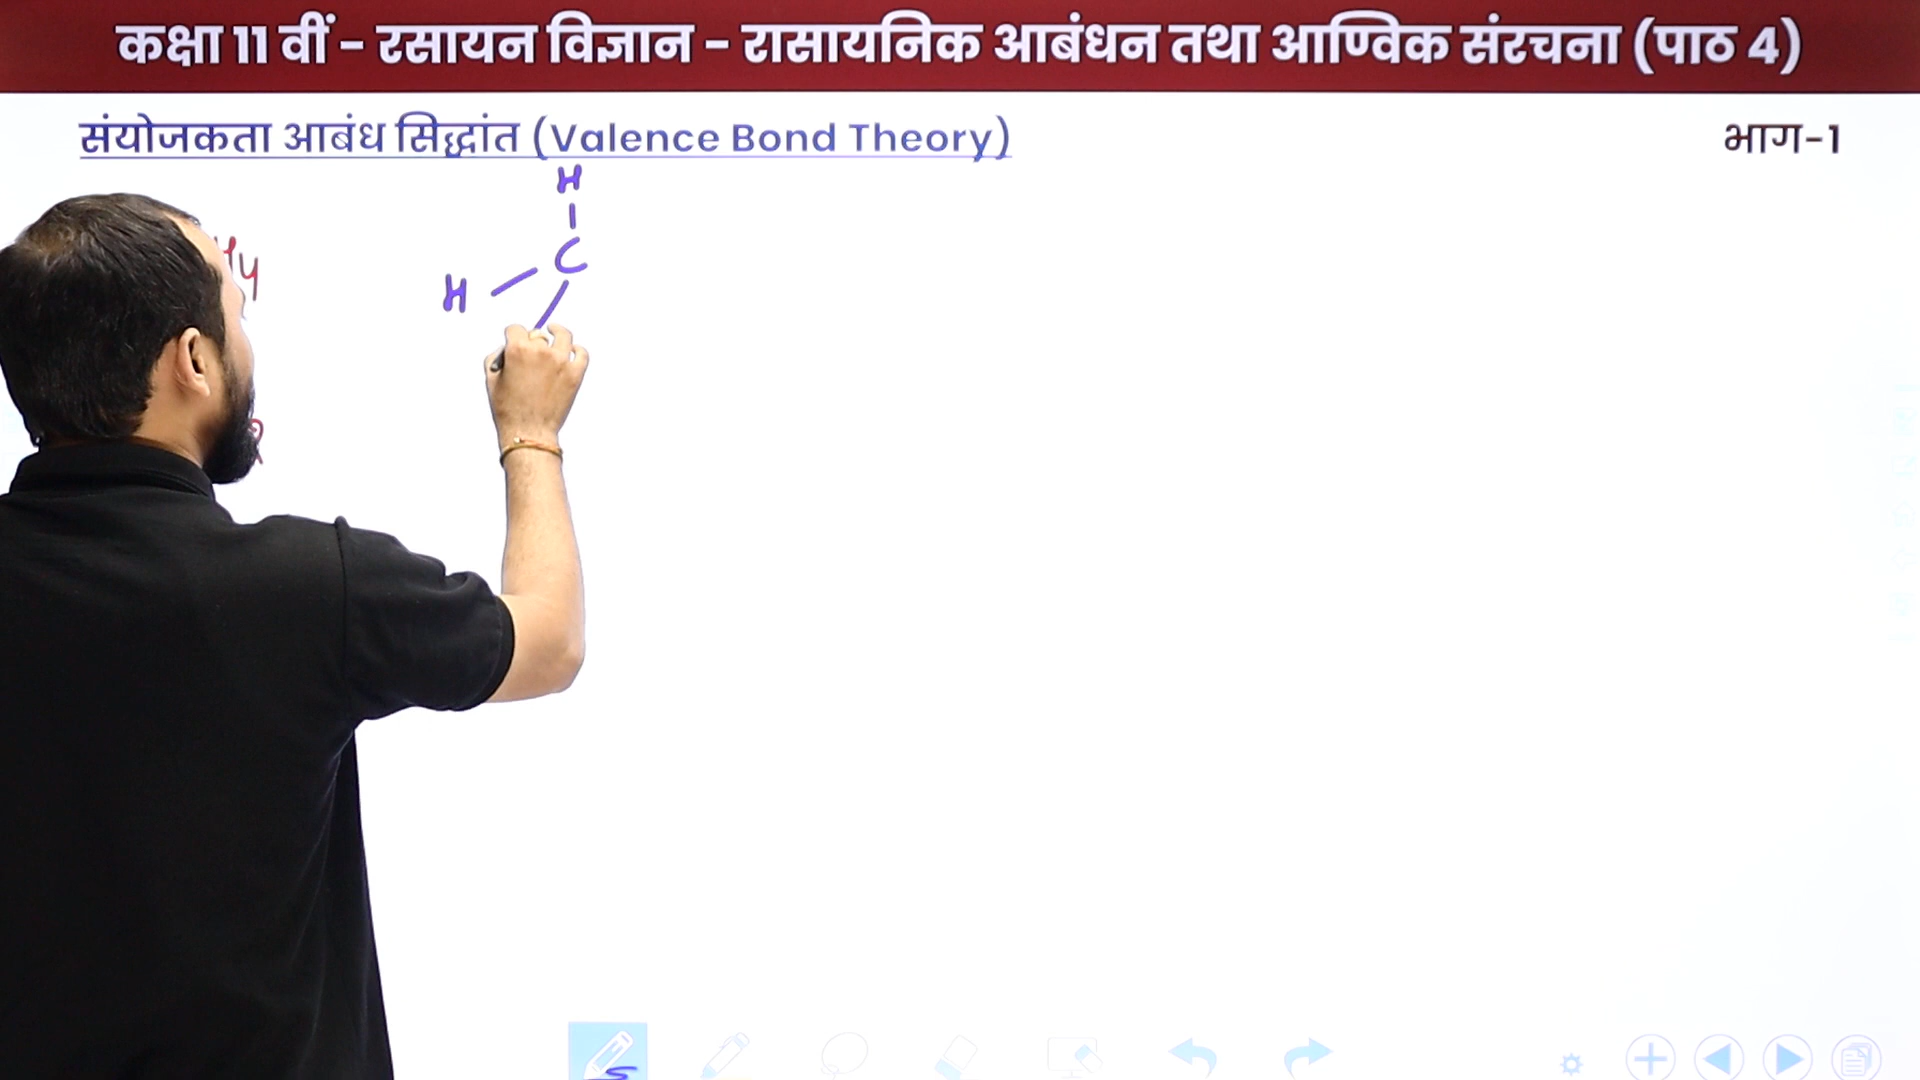 कक्षा 11 वीं - रसायन विज्ञान - रासायनिक आबंधन तथा आण्विक संरचना (पाठ 4)
संयोजकता आबंध सिद्धांत (Valence Bond Theory)
भाग-1
H
C
H